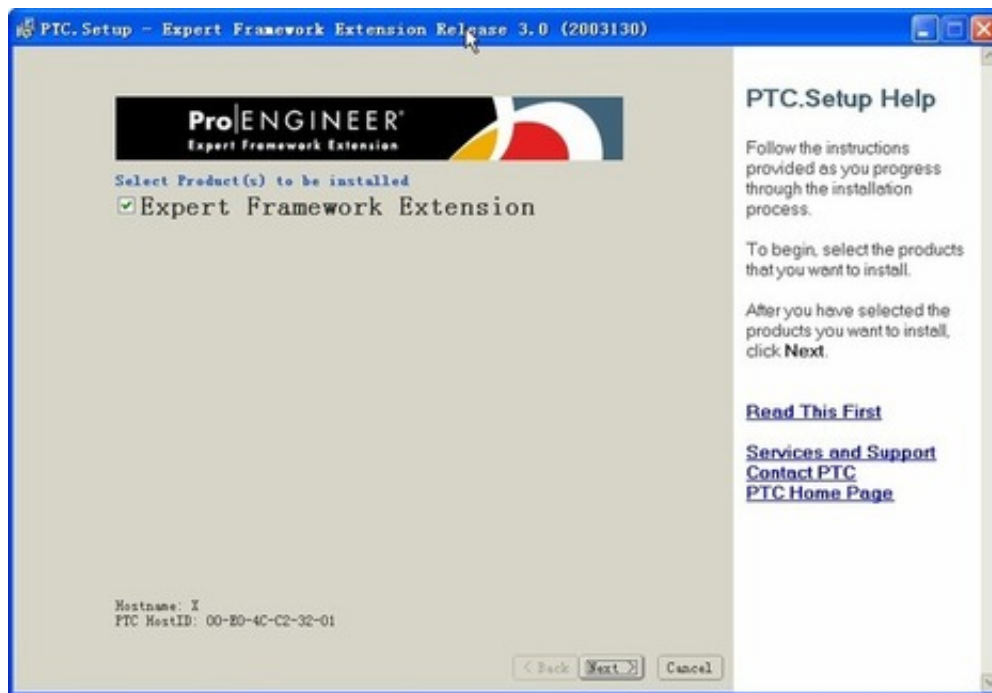 PTC.Setup - Expert Framework Extension Release 3.0 (2003130)
Pro|ENGINEER®
Expert Framework Extension
Select Product(s) to be installed
Expert Framework Extension
Hostname: X
PTC HostID: 00-E0-4C-C2-32-01
< Back
Next >
Cancel
PTC.Setup Help
Follow the instructions
provided as you progress
through the installation
process.
To begin, select the products
that you want to install.
After you have selected the
products you want to install,
click Next.
Read This First
Services and Support
Contact PTC
PTC Home Page